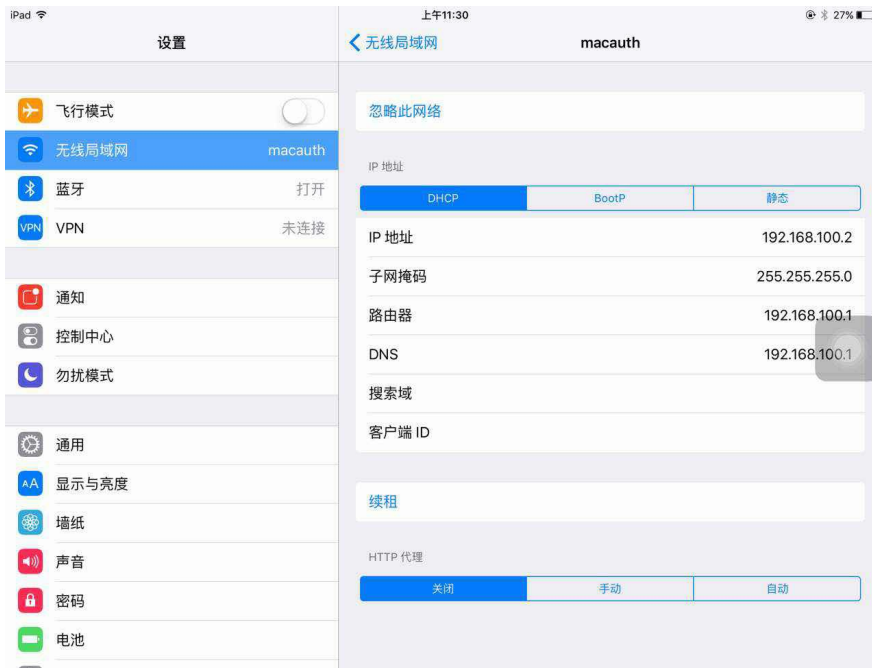 iPad
上午11:30
27%
设置
飞行模式
无线局域网 macauth
蓝牙 打开
VPN VPN 未连接
通知
控制中心
勿扰模式
通用
AA 显示与亮度
墙纸
声音
密码
电池
无线局域网 macauth
忽略此网络
IP 地址
DHCP BootP 静态
IP 地址 192.168.100.2
子网掩码 255.255.255.0
路由器 192.168.100.1
DNS 192.168.100.1
搜索域
客户端 ID
续租
HTTP 代理
关闭 手动 自动